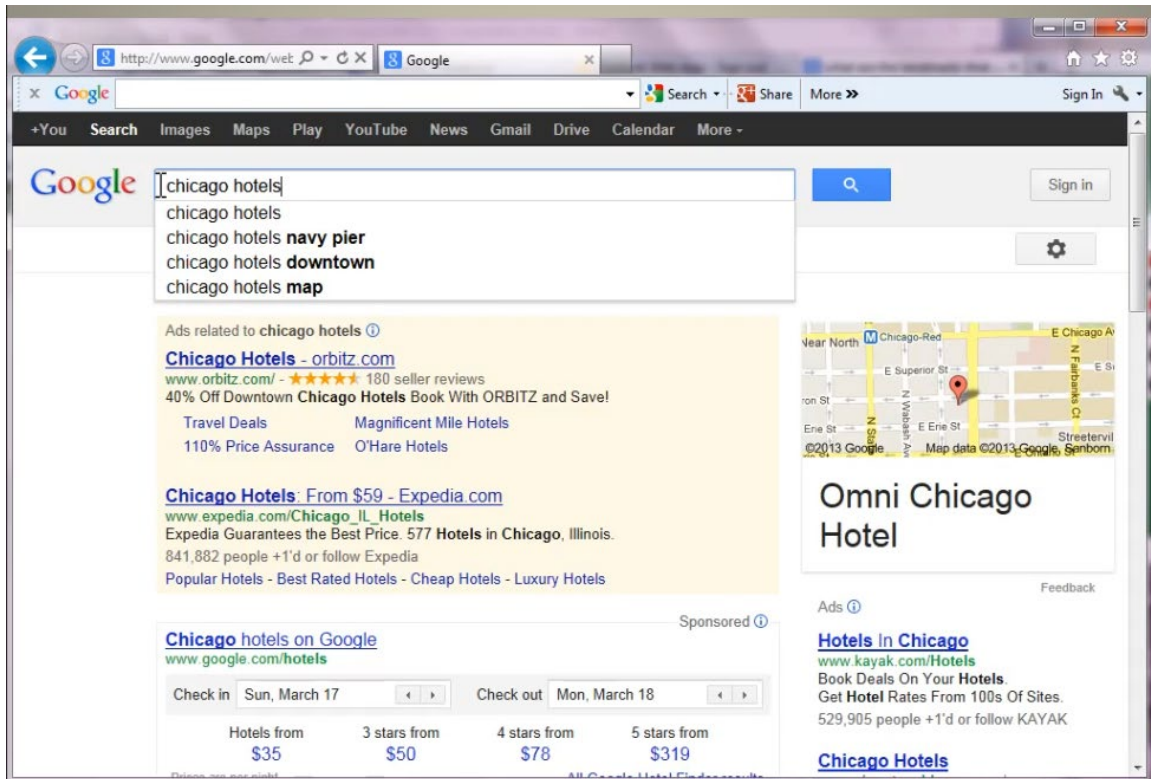 http://www.google.com/wet
Google
Google
Search
Share
More »
Sign In
+You Search Images Maps Play YouTube News Gmail Drive Calendar More
Google
chicago hotels
Sign in
chicago hotels
chicago hotels navy pier
chicago hotels downtown
chicago hotels map
Ads related to chicago hotels
Chicago Hotels - orbitz.com
www.orbitz.com/ - 180 seller reviews
40% Off Downtown Chicago Hotels Book With ORBITZ and Save!
Travel Deals Magnificent Mile Hotels
110% Price Assurance O'Hare Hotels
Chicago Hotels: From $59 - Expedia.com
www.expedia.com/Chicago_IL_Hotels
Expedia Guarantees the Best Price. 577 Hotels in Chicago, Illinois.
841,882 people +1'd or follow Expedia
Popular Hotels - Best Rated Hotels - Cheap Hotels - Luxury Hotels
Sponsored
Chicago hotels on Google
www.google.com/hotels
Check in Sun, March 17 Check out Mon, March 18
Hotels from 3 stars from 4 stars from 5 stars from
$35 $50 $78 $319
Prices are per night
All Google Hotel Finder results
Near North
M Chicago-Red
E Chicago Av
E Superior St
N Fairbanks Ct
E Erie St
Erie St
N State
N Wabash Av
Streetervil
©2013 Google Map data ©2013 Google, Sanborn
Omni Chicago
Hotel
Feedback
Ads
Hotels In Chicago
www.kayak.com/Hotels
Book Deals On Your Hotels.
Get Hotel Rates From 100s Of Sites.
529,905 people +1'd or follow KAYAK
Chicago Hotels